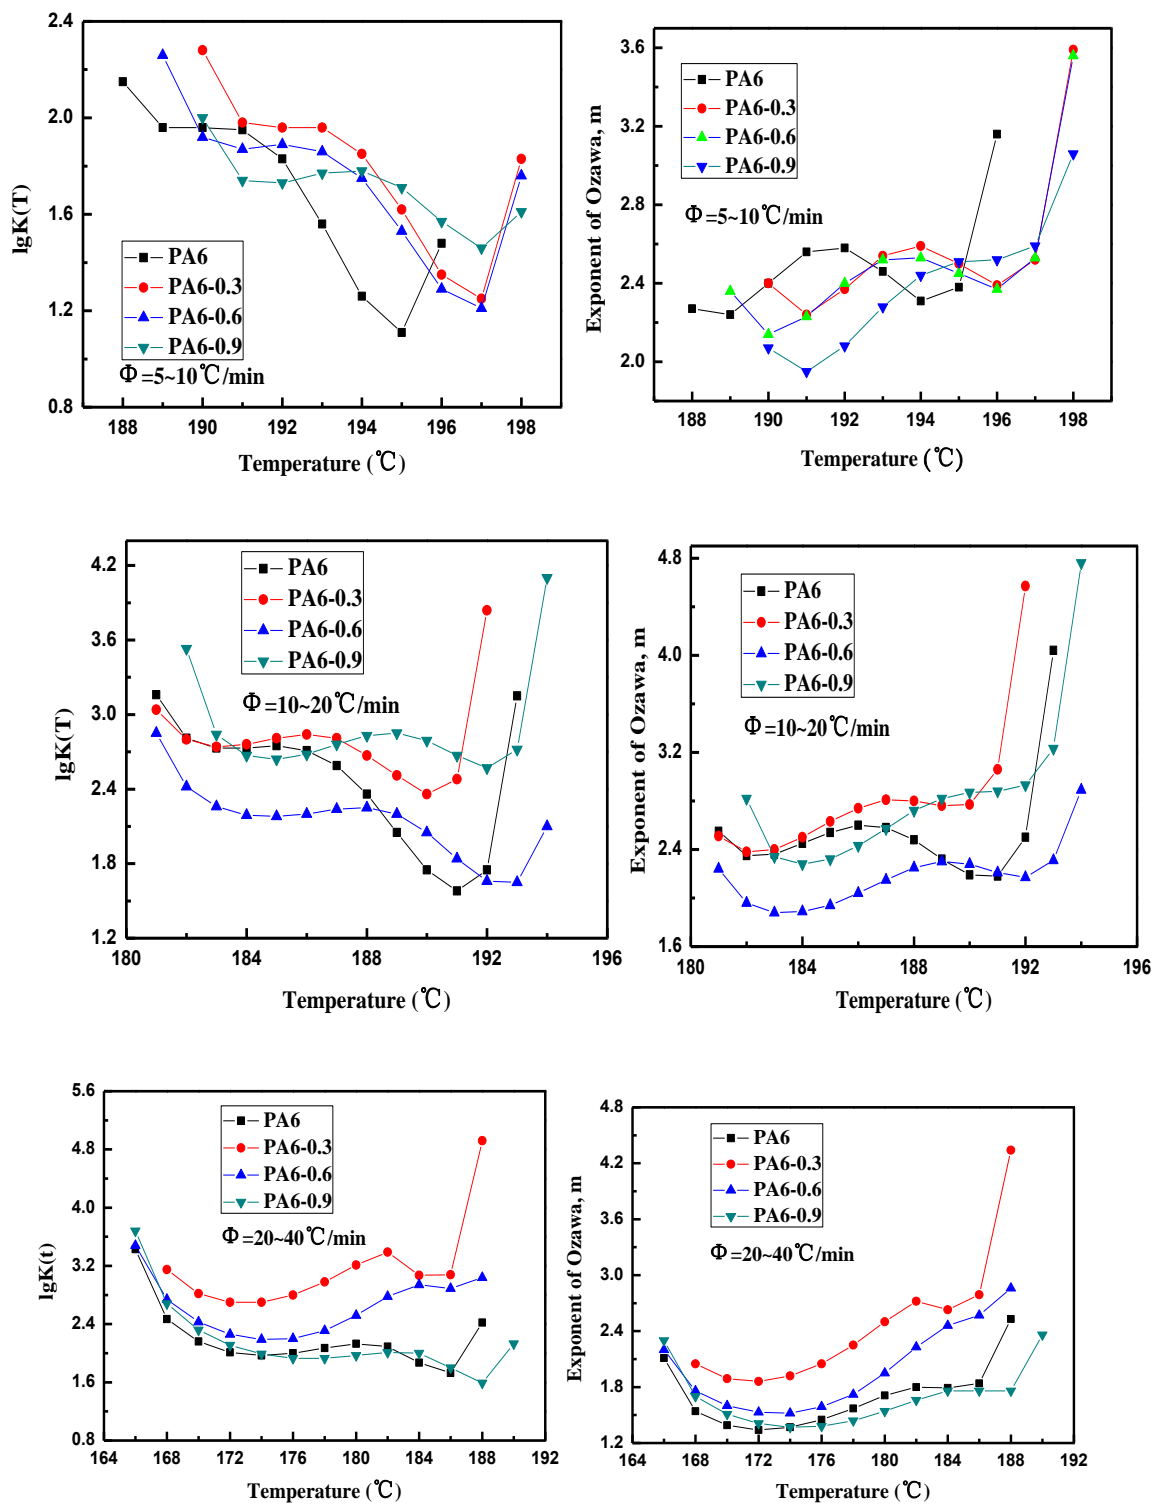 2.4
2.0
1.6
1.2
0.8
lgK(T)
PA6
PA6-0.3
PA6-0.6
PA6-0.9
Φ=5~10℃/min
188 190 192 194 196 198
Temperature (℃)
3.6
3.2
2.8
2.4
2.0
Exponent of Ozawa, m
PA6
PA6-0.3
PA6-0.6
PA6-0.9
Φ=5~10℃/min
188 190 192 194 196 198
Temperature (℃)
4.2
3.6
3.0
2.4
1.8
1.2
lgK(T)
PA6
PA6-0.3
PA6-0.6
PA6-0.9
Φ=10~20℃/min
180 184 188 192 196
Temperature (℃)
4.8
4.0
3.2
2.4
1.6
Exponent of Ozawa, m
PA6
PA6-0.3
PA6-0.6
PA6-0.9
Φ=10~20℃/min
180 184 188 192 196
Temperature (℃)
5.6
4.8
4.0
3.2
2.4
1.6
0.8
lgK(t)
PA6
PA6-0.3
PA6-0.6
PA6-0.9
Φ=20~40℃/min
164 168 172 176 180 184 188 192
Temperature (℃)
4.8
4.2
3.6
3.0
2.4
1.8
1.2
Exponent of Ozawa, m
PA6
PA6-0.3
PA6-0.6
PA6-0.9
Φ=20~40℃/min
164 168 172 176 180 184 188 192
Temperature (℃)